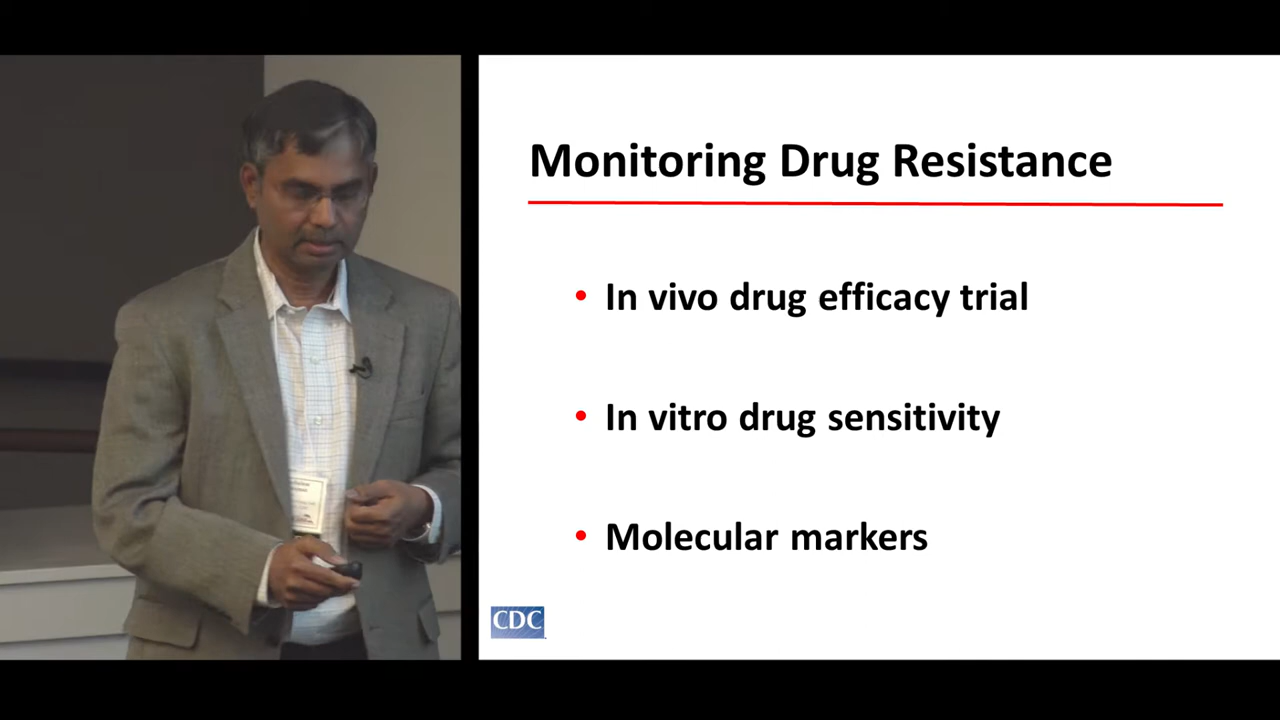 Monitoring Drug Resistance
• In vivo drug efficacy trial
• In vitro drug sensitivity
• Molecular markers
CDC